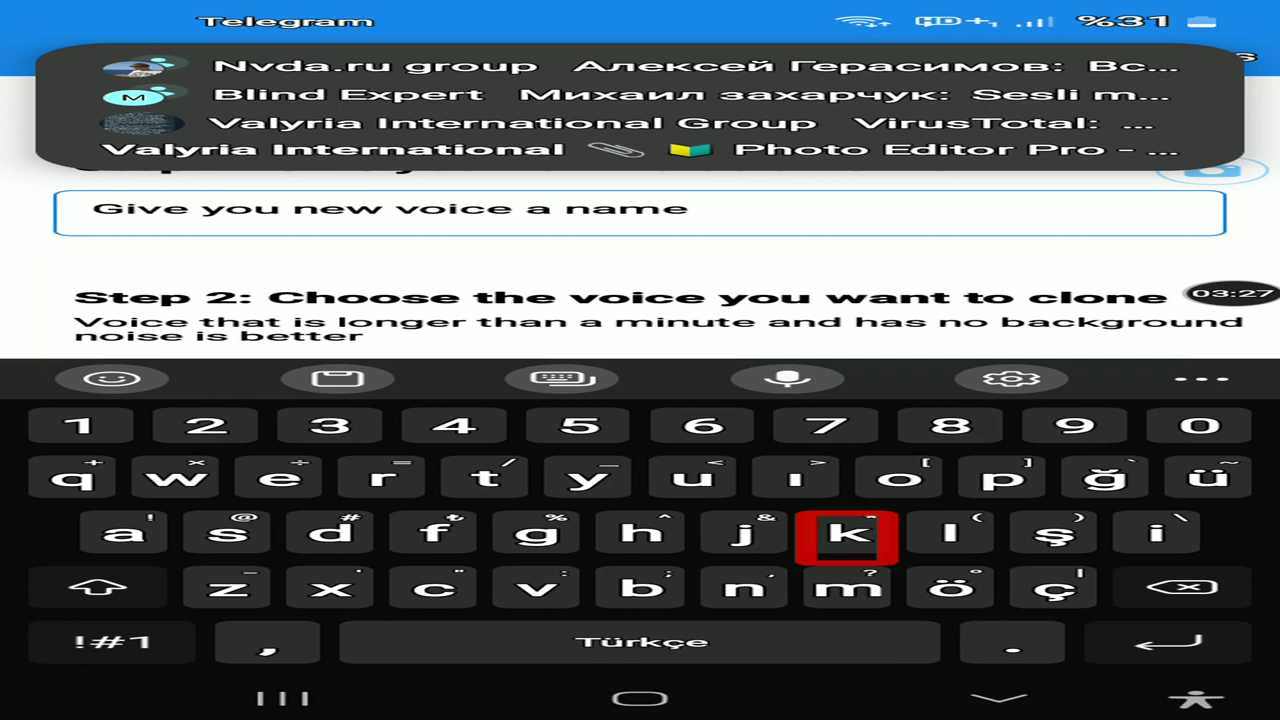 Telegram %31
Nvda.ru group Алексей Герасимов: Вс...
M Blind Expert Михаил захарчук: Sesli m...
Valyria International Group VirusTotal: ...
Valyria International Photo Editor Pro - ...
Give you new voice a name
Step 2: Choose the voice you want to clone
03:27
Voice that is longer than a minute and has no background
noise is better
1 2 3 4 5 6 7 8 9 0
q w e r t y u ı o p ğ ü
a s d f g h j k l ş i
z x c v b n m ö ç
!#1 , Türkçe .